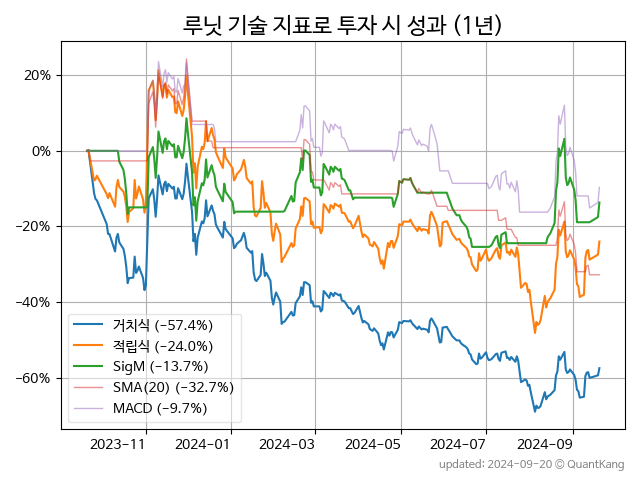 루닛 기술 지표로 투자 시 성과 (1년)
20%
0%
−20%
−40%
−60%
거치식 (−57.4%)
적립식 (−24.0%)
SigM (−13.7%)
SMA(20) (−32.7%)
MACD (−9.7%)
2023−11 2024−01 2024−03 2024−05 2024−07 2024−09
updated: 2024-09-20 © QuantKang